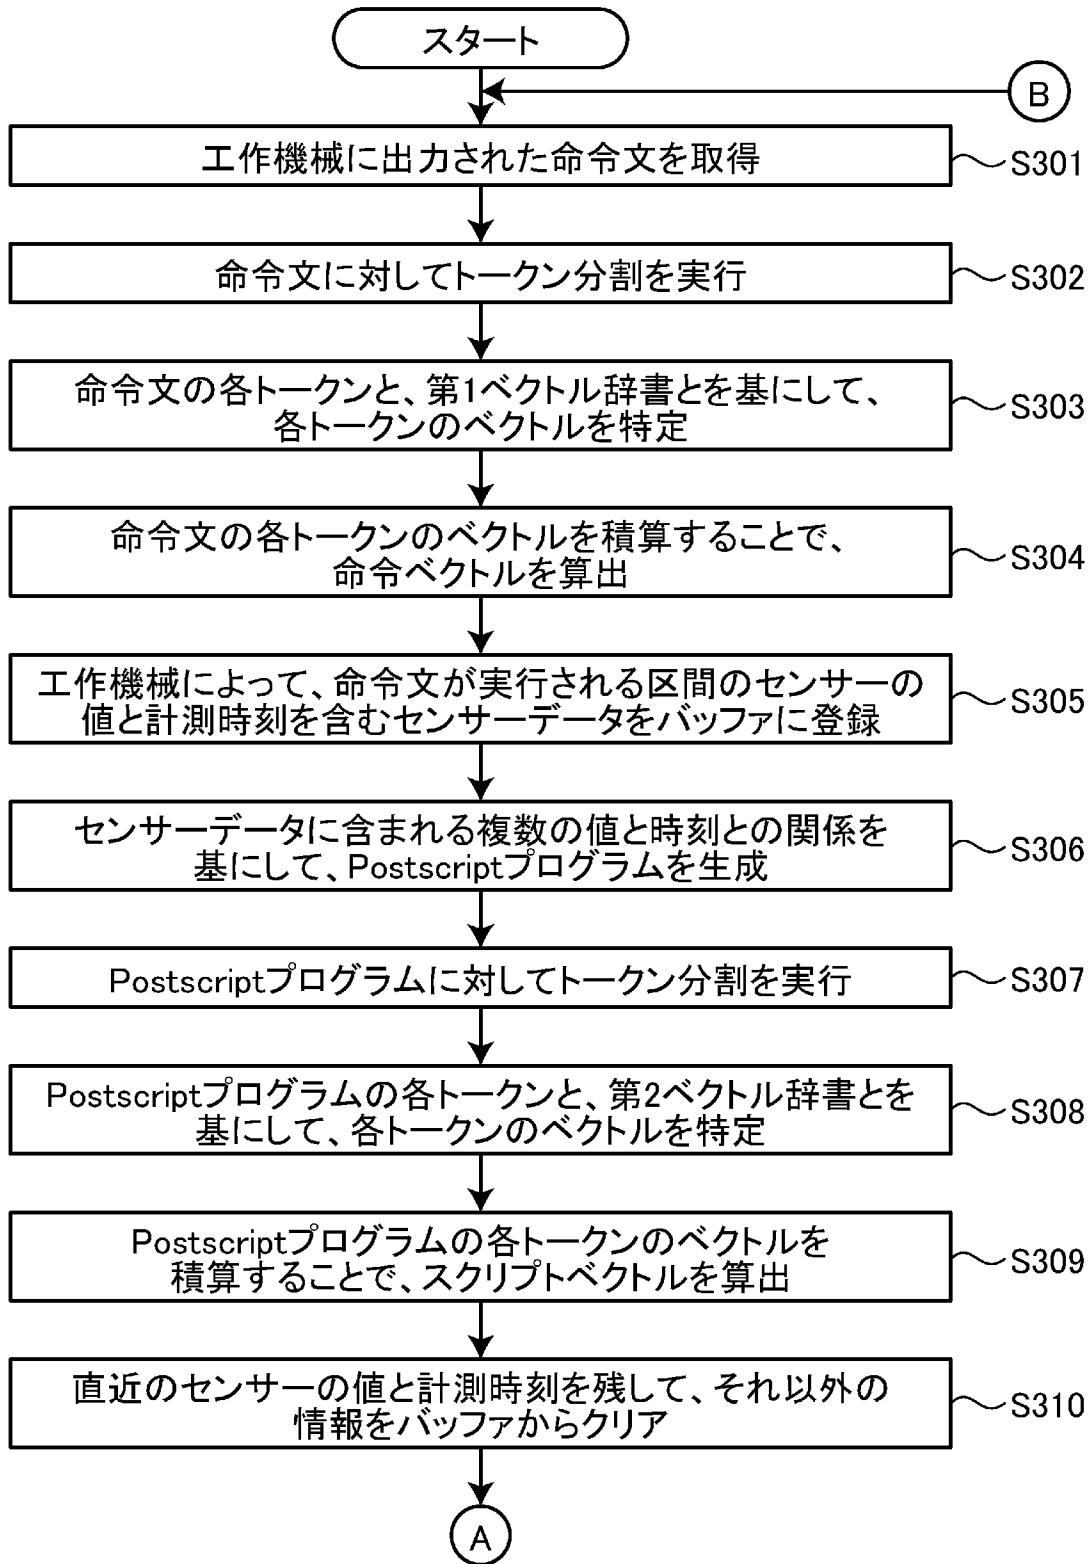 スタート
B
工作機械に出力された命令文を取得
S301
命令文に対してトークン分割を実行
S302
命令文の各トークンと、第1ベクトル辞書とを基にして、
各トークンのベクトルを特定
S303
命令文の各トークンのベクトルを積算することで、
命令ベクトルを算出
S304
工作機械によって、命令文が実行される区間のセンサーの
値と計測時刻を含むセンサーデータをバッファに登録
S305
センサーデータに含まれる複数の値と時刻との関係を
基にして、Postscriptプログラムを生成
S306
Postscriptプログラムに対してトークン分割を実行
S307
Postscriptプログラムの各トークンと、第2ベクトル辞書とを
基にして、各トークンのベクトルを特定
S308
Postscriptプログラムの各トークンのベクトルを
積算することで、スクリプトベクトルを算出
S309
直近のセンサーの値と計測時刻を残して、それ以外の
情報をバッファからクリア
S310
A